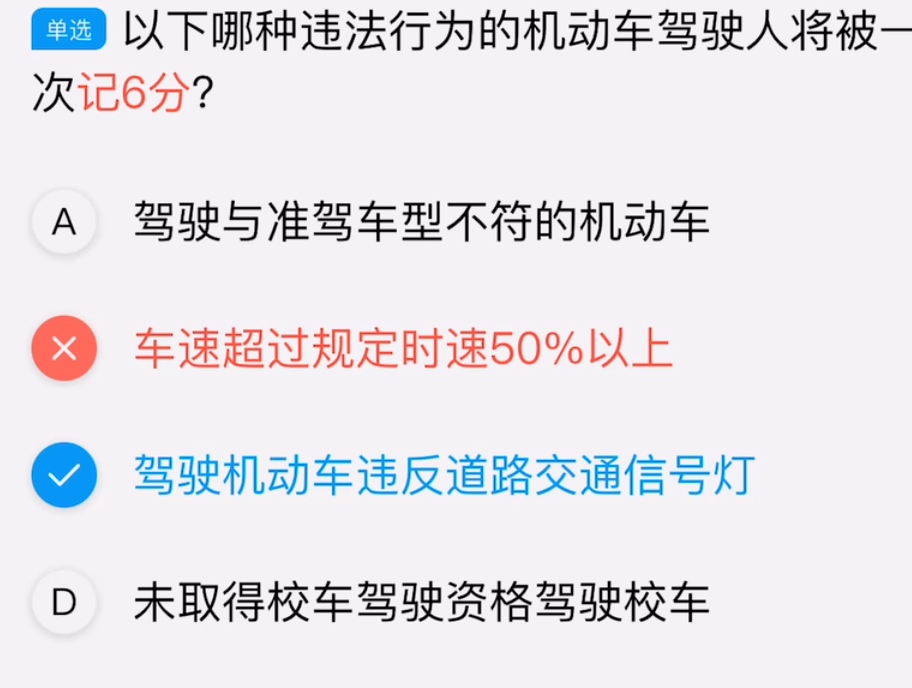 单选 以下哪种违法行为的机动车驾驶人将被一
次记6分?
A 驾驶与准驾车型不符的机动车
车速超过规定时速50%以上
驾驶机动车违反道路交通信号灯
D 未取得校车驾驶资格驾驶校车